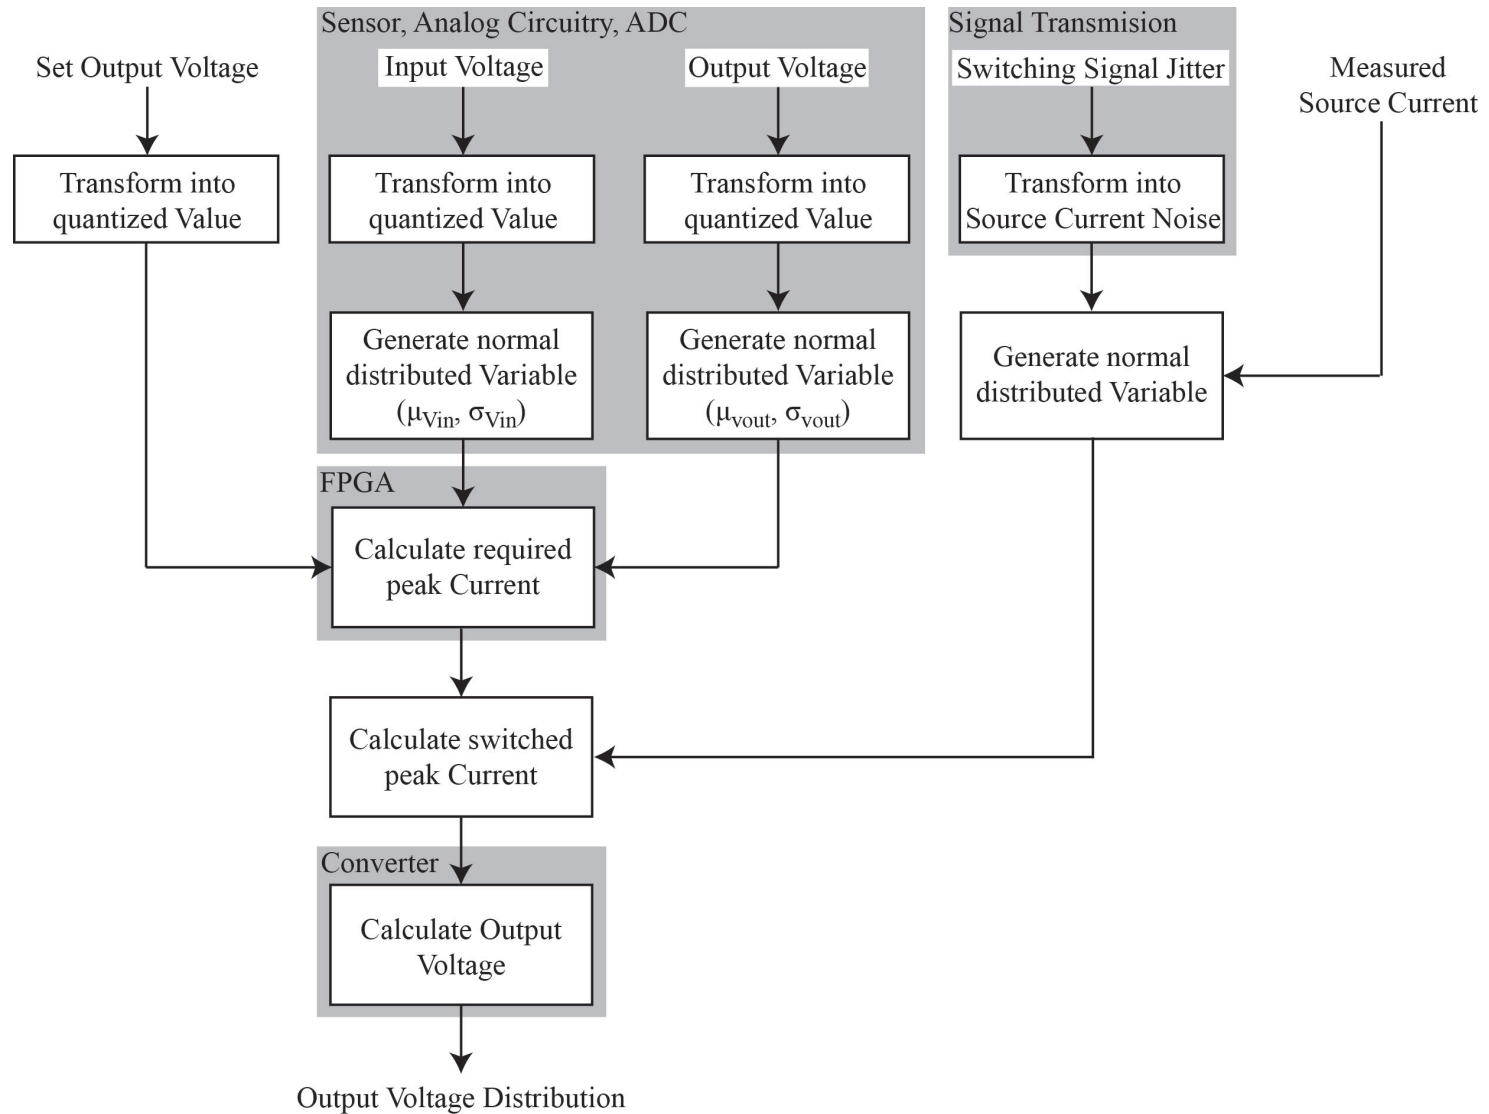 Sensor, Analog Circuitry, ADC
Signal Transmision
Set Output Voltage
Input Voltage
Output Voltage
Switching Signal Jitter
Measured
Source Current
Transform into
quantized Value
Transform into
quantized Value
Transform into
quantized Value
Transform into
Source Current Noise
Generate normal
distributed Variable
(μVin, σVin)
Generate normal
distributed Variable
(μvout, σvout)
Generate normal
distributed Variable
FPGA
Calculate required
peak Current
Calculate switched
peak Current
Converter
Calculate Output
Voltage
Output Voltage Distribution